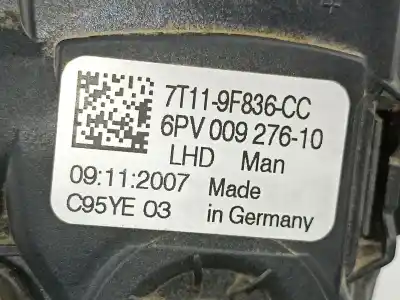 7T11-9F836-CC
6PV 009 276-10
LHD Man
09:11:2007 Made
C95YE 03 in Germany